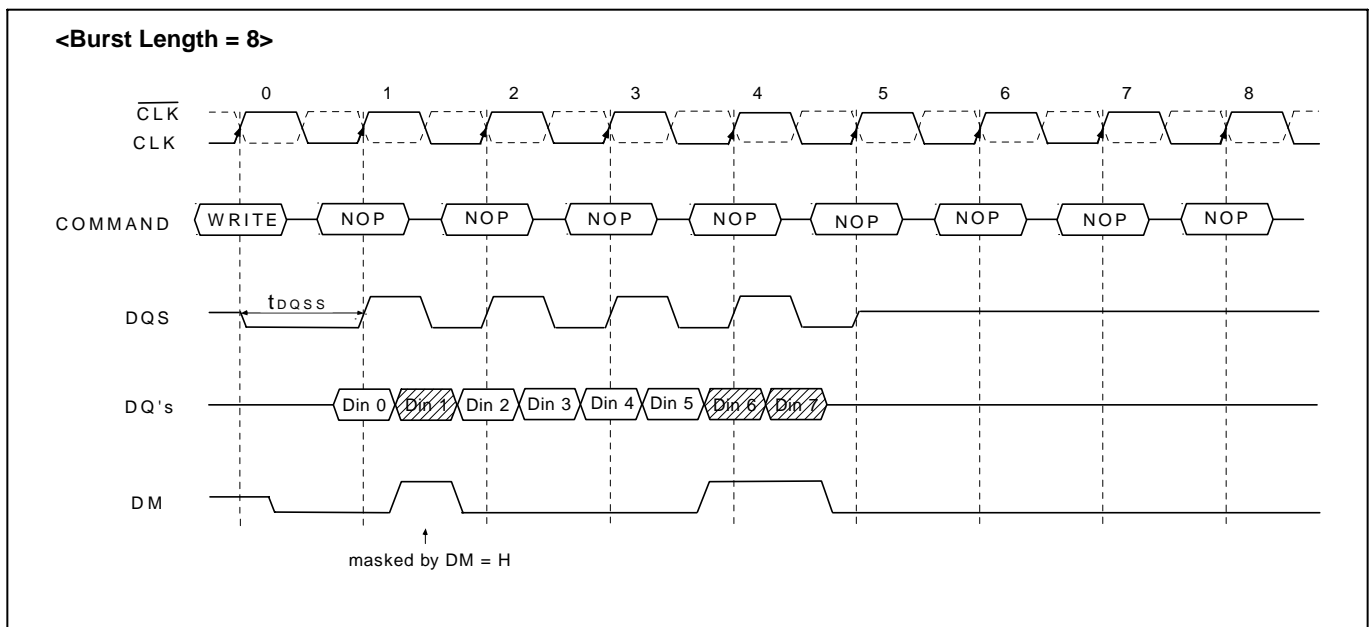 <Burst Length = 8>
0 1 2 3 4 5 6 7 8
CLK
CLK
COMMAND WRITE NOP NOP NOP NOP NOP NOP NOP NOP
tDQSS
DQS
DQ's Din 0 Din 1 Din 2 Din 3 Din 4 Din 5 Din 6 Din 7
DM
masked by DM = H